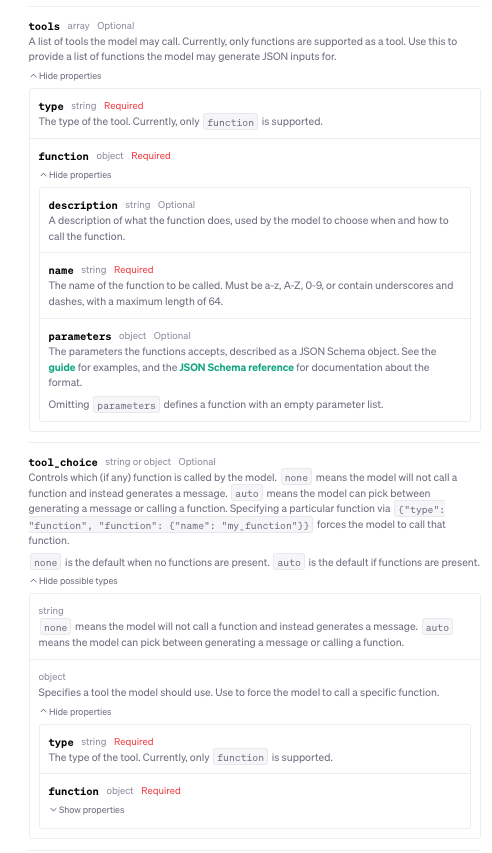 tools array Optional
A list of tools the model may call. Currently, only functions are supported as a tool. Use this to
provide a list of functions the model may generate JSON inputs for.
Hide properties
type string Required
The type of the tool. Currently, only function is supported.
function object Required
Hide properties
description string Optional
A description of what the function does, used by the model to choose when and how to
call the function.
name string Required
The name of the function to be called. Must be a-z, A-Z, 0-9, or contain underscores and
dashes, with a maximum length of 64.
parameters object Optional
The parameters the functions accepts, described as a JSON Schema object. See the
guide for examples, and the JSON Schema reference for documentation about the
format.
Omitting parameters defines a function with an empty parameter list.
tool_choice string or object Optional
Controls which (if any) function is called by the model. none means the model will not call a
function and instead generates a message. auto means the model can pick between
generating a message or calling a function. Specifying a particular function via {"type":
"function", "function": {"name": "my_function"}} forces the model to call that
function.
none is the default when no functions are present. auto is the default if functions are present.
Hide possible types
string
none means the model will not call a function and instead generates a message. auto
means the model can pick between generating a message or calling a function.
object
Specifies a tool the model should use. Use to force the model to call a specific function.
Hide properties
type string Required
The type of the tool. Currently, only function is supported.
function object Required
Show properties